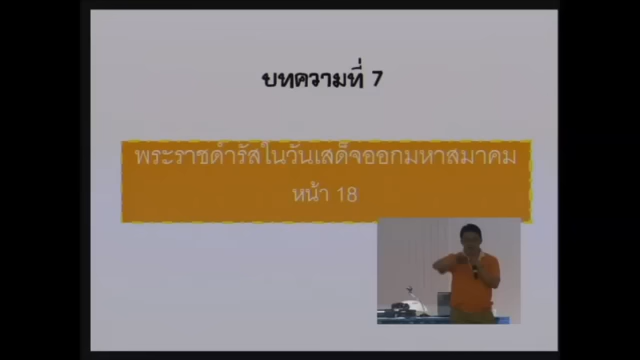 บทความที่ 7
พระราชดำรัสในวันเสด็จออกมหาสมาคม
หน้า 18